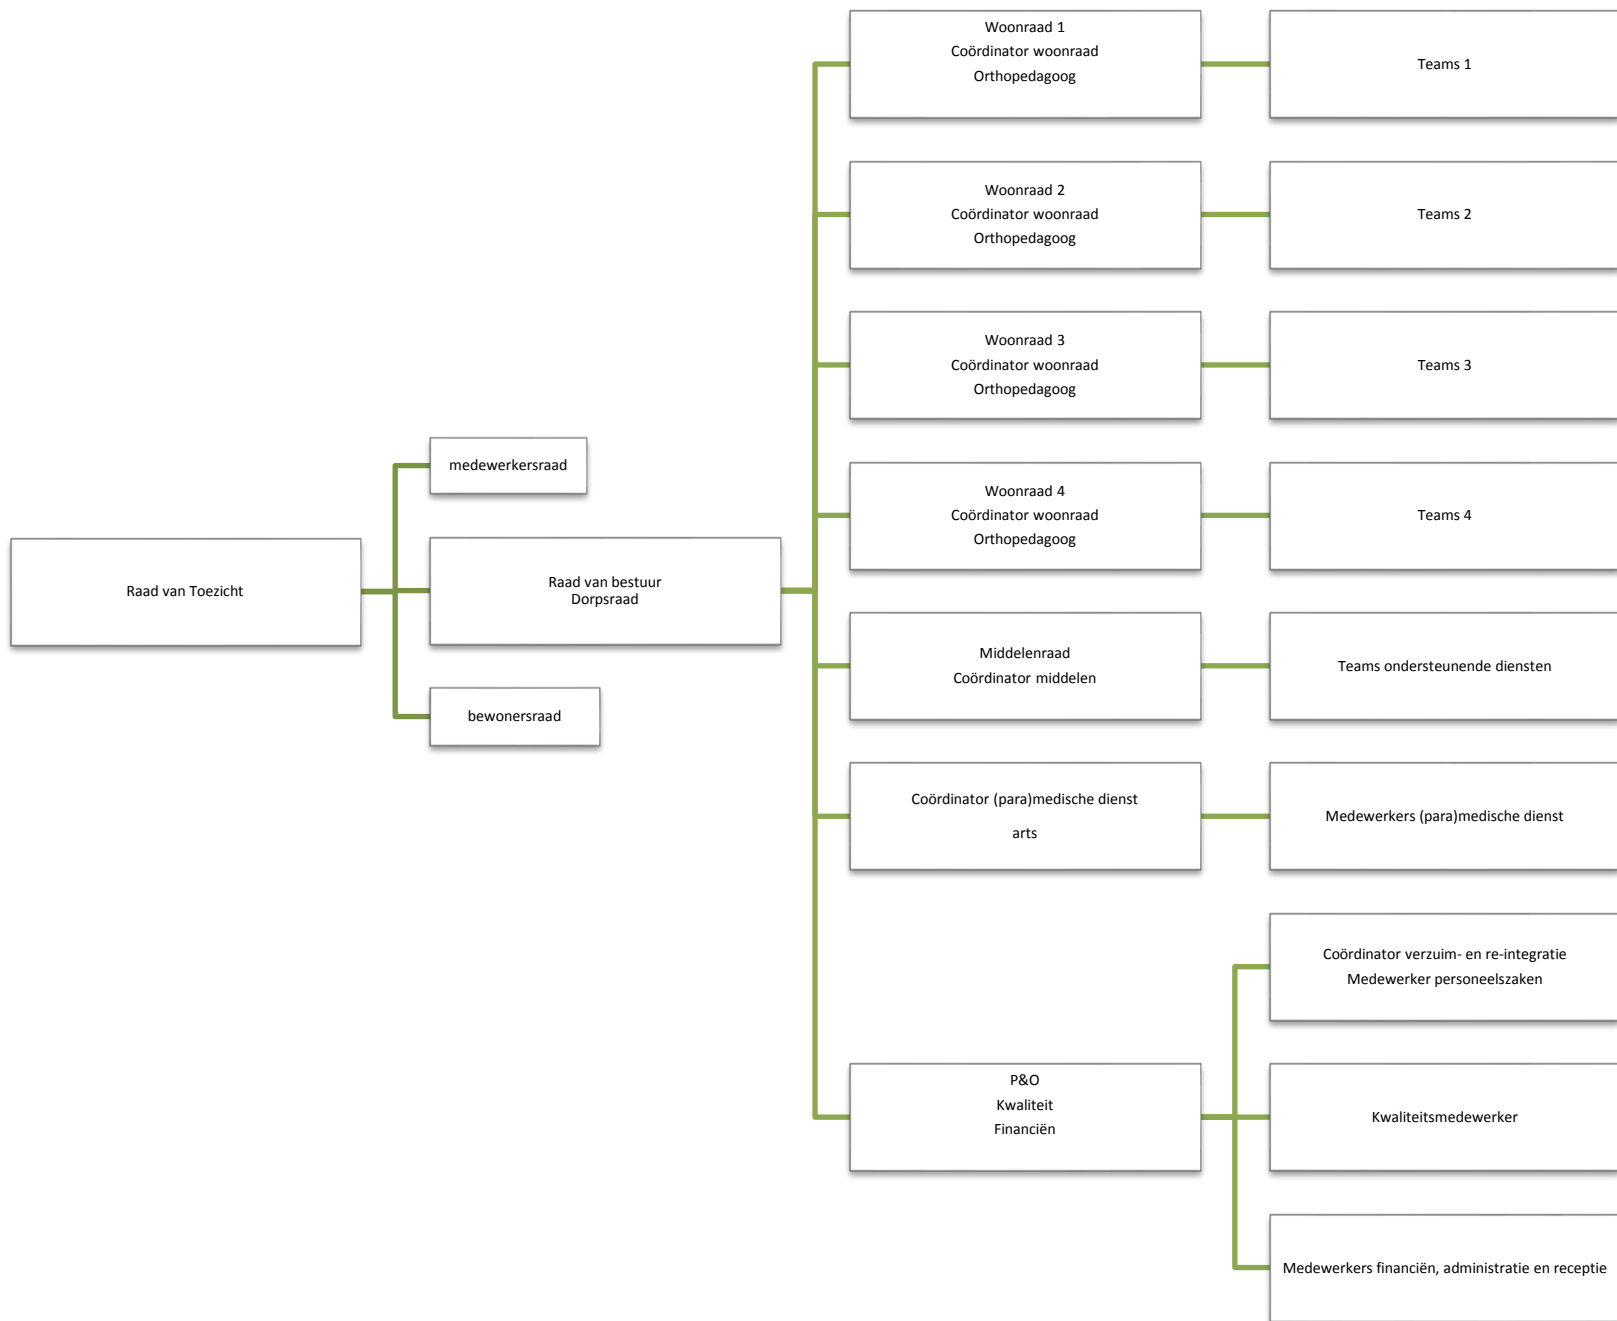 Raad van Toezicht
medewerkersraad
Raad van bestuur
Dorpsraad
bewonersraad
Woonraad 1
Coördinator woonraad
Orthopedagoog
Teams 1
Woonraad 2
Coördinator woonraad
Orthopedagoog
Teams 2
Woonraad 3
Coördinator woonraad
Orthopedagoog
Teams 3
Woonraad 4
Coördinator woonraad
Orthopedagoog
Teams 4
Middelenraad
Coördinator middelen
Teams ondersteunende diensten
Coördinator (para)medische dienst
arts
Medewerkers (para)medische dienst
P&O
Kwaliteit
Financiën
Coördinator verzuim- en re-integratie
Medewerker personeelszaken
Kwaliteitsmedewerker
Medewerkers financiën, administratie en receptie